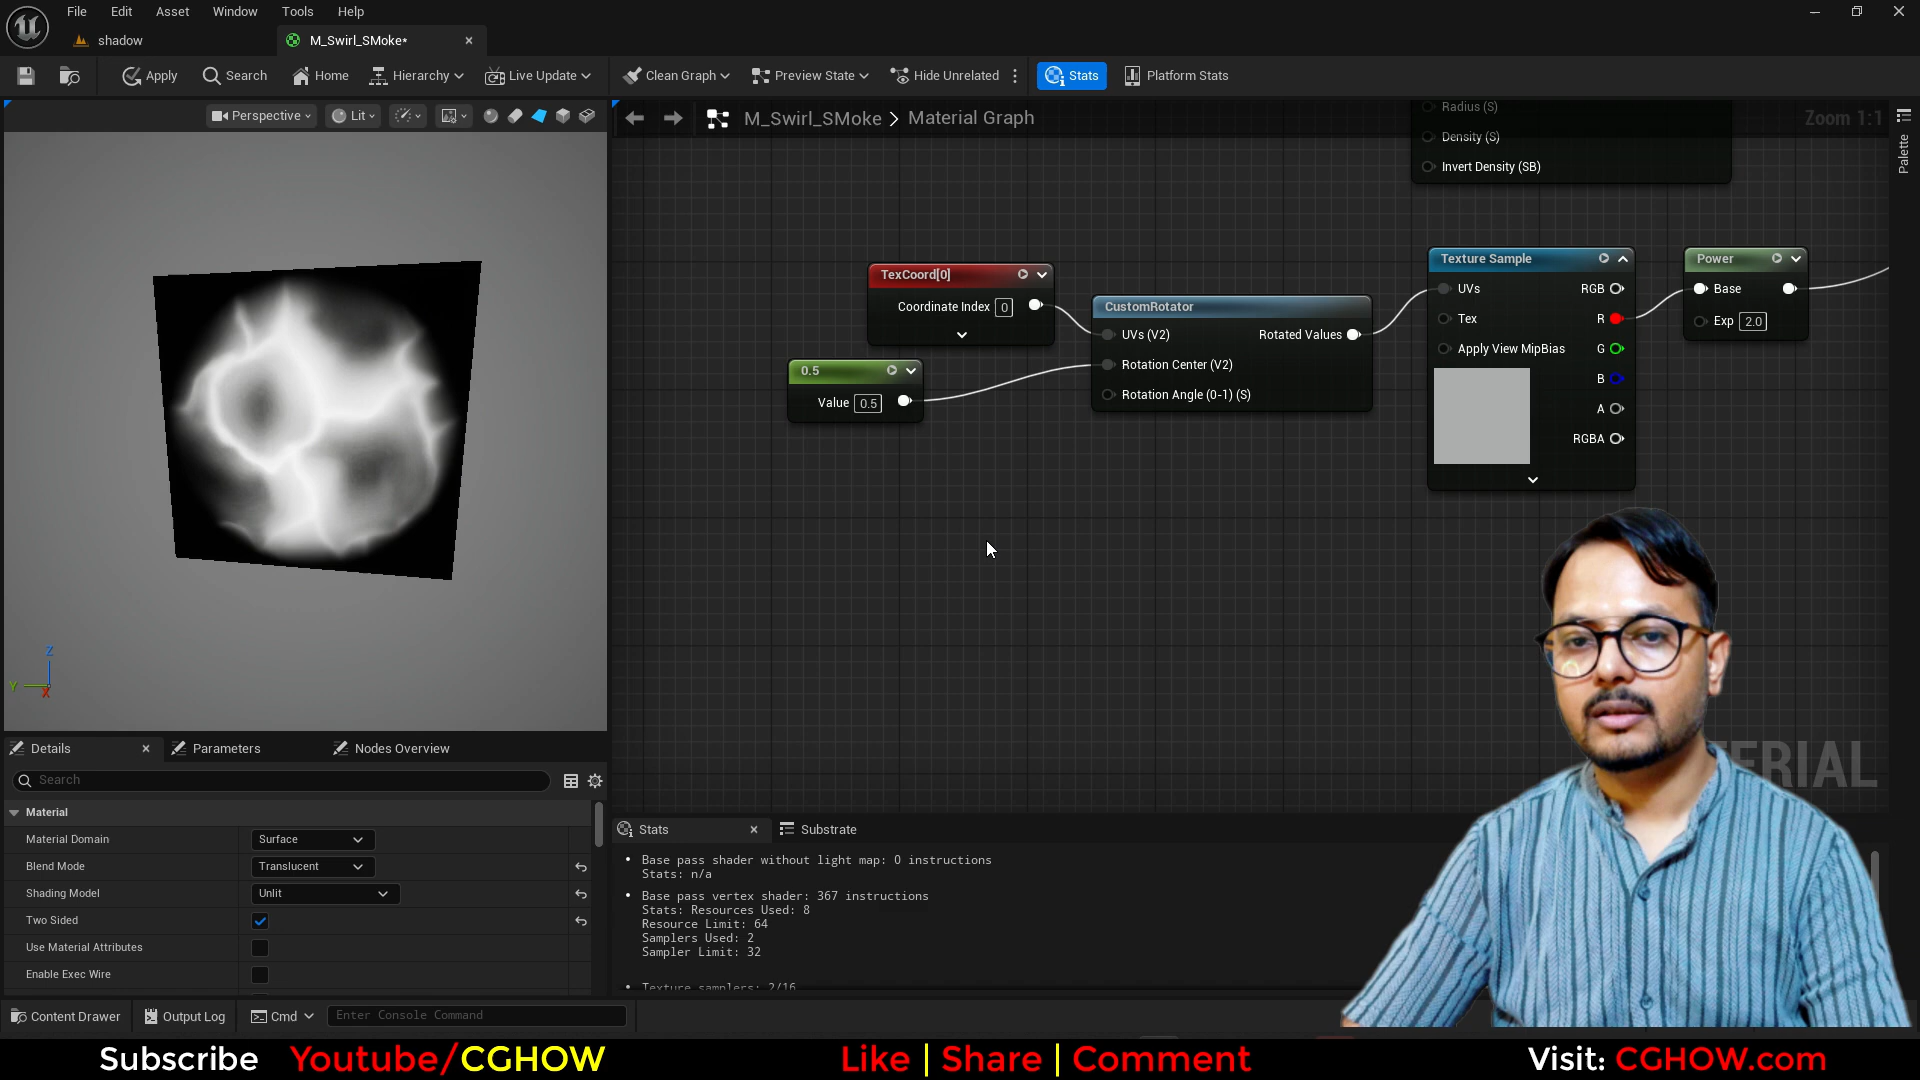 File Edit Asset Window Tools Help
shadow
M_Swirl_SMoke*
Apply Search Home Hierarchy Live Update Clean Graph Preview State Hide Unrelated Stats Platform Stats
Perspective Lit
M_Swirl_SMoke > Material Graph
Zoom 1:1
Palette
Radius (S)
Density (S)
Invert Density (SB)
TexCoord[0]
Coordinate Index 0
0.5
Value 0.5
CustomRotator
UVs (V2) Rotated Values
Rotation Center (V2)
Rotation Angle (0-1) (S)
Texture Sample
UVs RGB
Tex R
Apply View MipBias G
B
A
RGBA
Power
Base
Exp 2.0
Z
Y
X
ERIAL
Details Parameters Nodes Overview
Search
Material
Material Domain Surface
Blend Mode Translucent
Shading Model Unlit
Two Sided
Use Material Attributes
Enable Exec Wire
Stats Substrate
• Base pass shader without light map: 0 instructions
Stats: n/a
• Base pass vertex shader: 367 instructions
Stats: Resources Used: 8
Resource Limit: 64
Samplers Used: 2
Sampler Limit: 32
• Texture samplers: 2/16
Content Drawer Output Log Cmd Enter Console Command
Subscribe Youtube/CGHOW Like | Share | Comment Visit: CGHOW.com